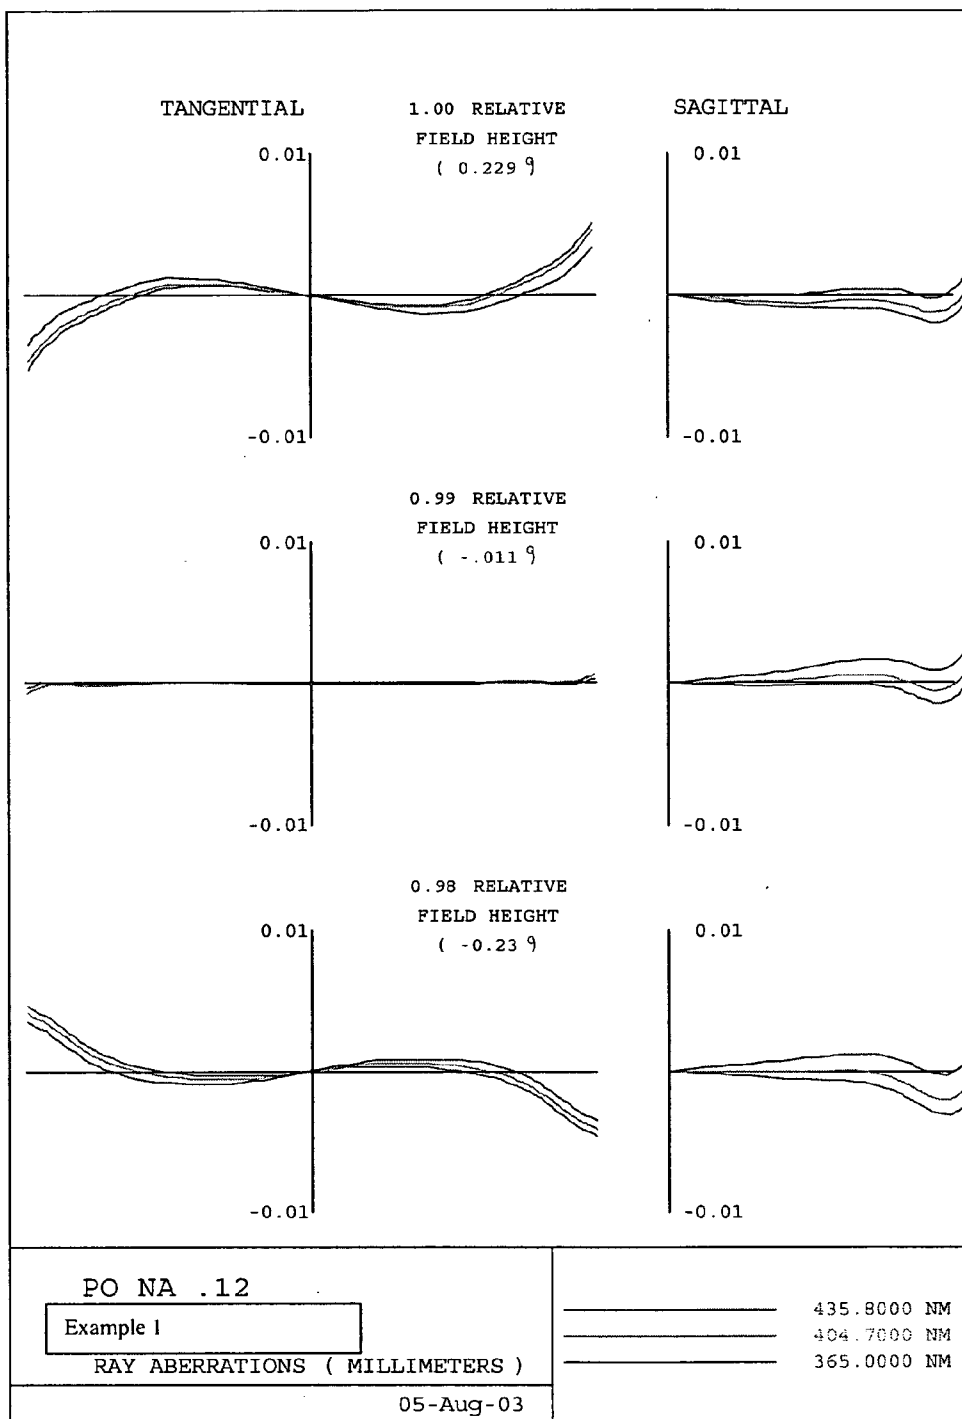 TANGENTIAL
1.00 RELATIVE
FIELD HEIGHT
( 0.229 º)
SAGITTAL
0.01
0.01
-0.01
-0.01
0.99 RELATIVE
FIELD HEIGHT
( -.011 º)
0.01
0.01
-0.01
-0.01
0.98 RELATIVE
FIELD HEIGHT
( -0.23 º)
0.01
0.01
-0.01
-0.01
PO NA .12
Example 1
RAY ABERRATIONS ( MILLIMETERS )
05-Aug-03
435.8000 NM
404.7000 NM
365.0000 NM